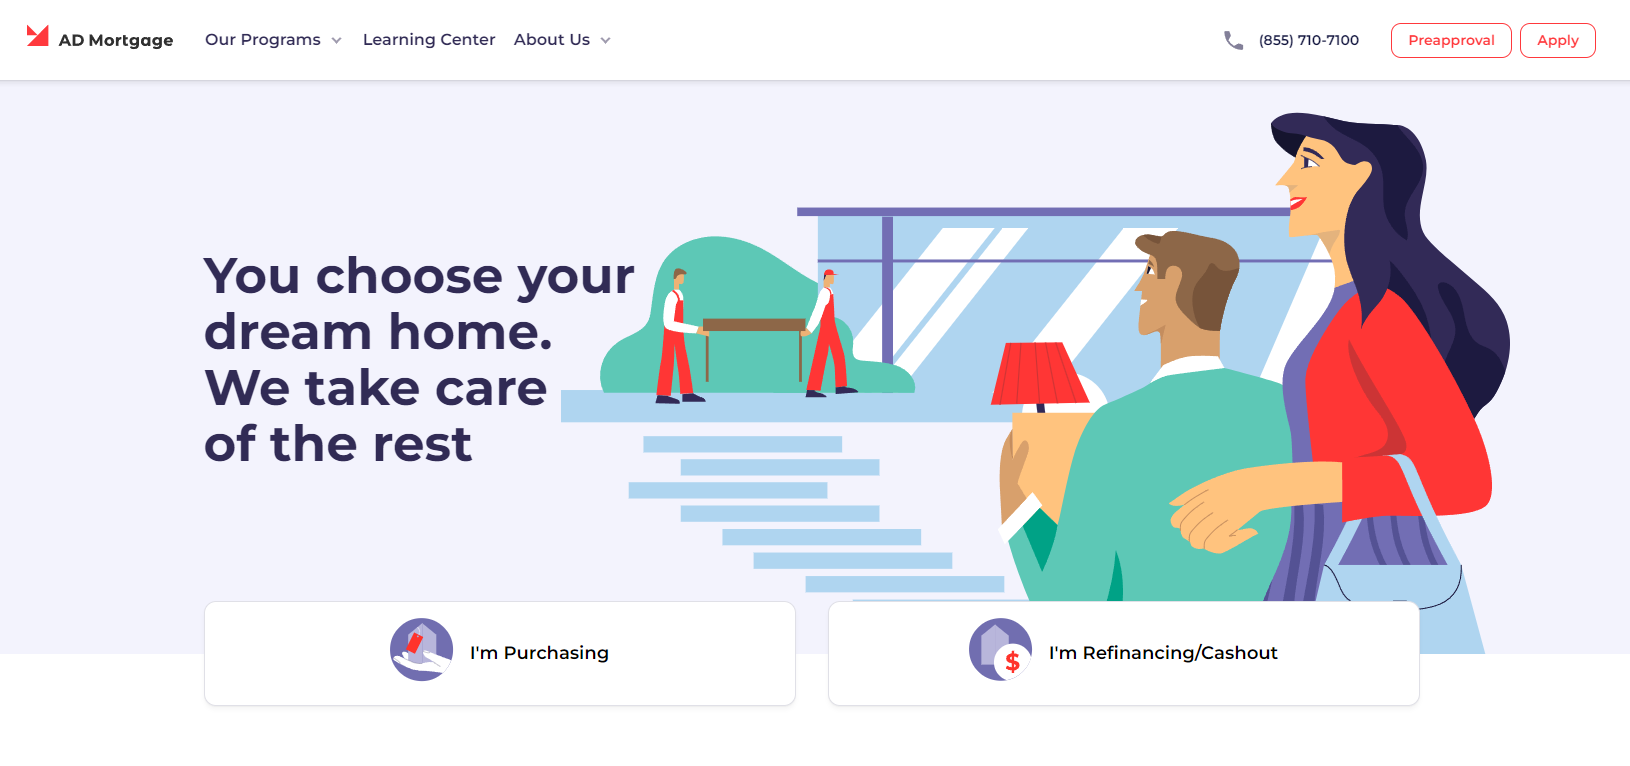 AD Mortgage
Our Programs
Learning Center
About Us
(855) 710-7100
Preapproval
Apply
You choose your
dream home.
We take care
of the rest
I'm Purchasing
$
I'm Refinancing/Cashout